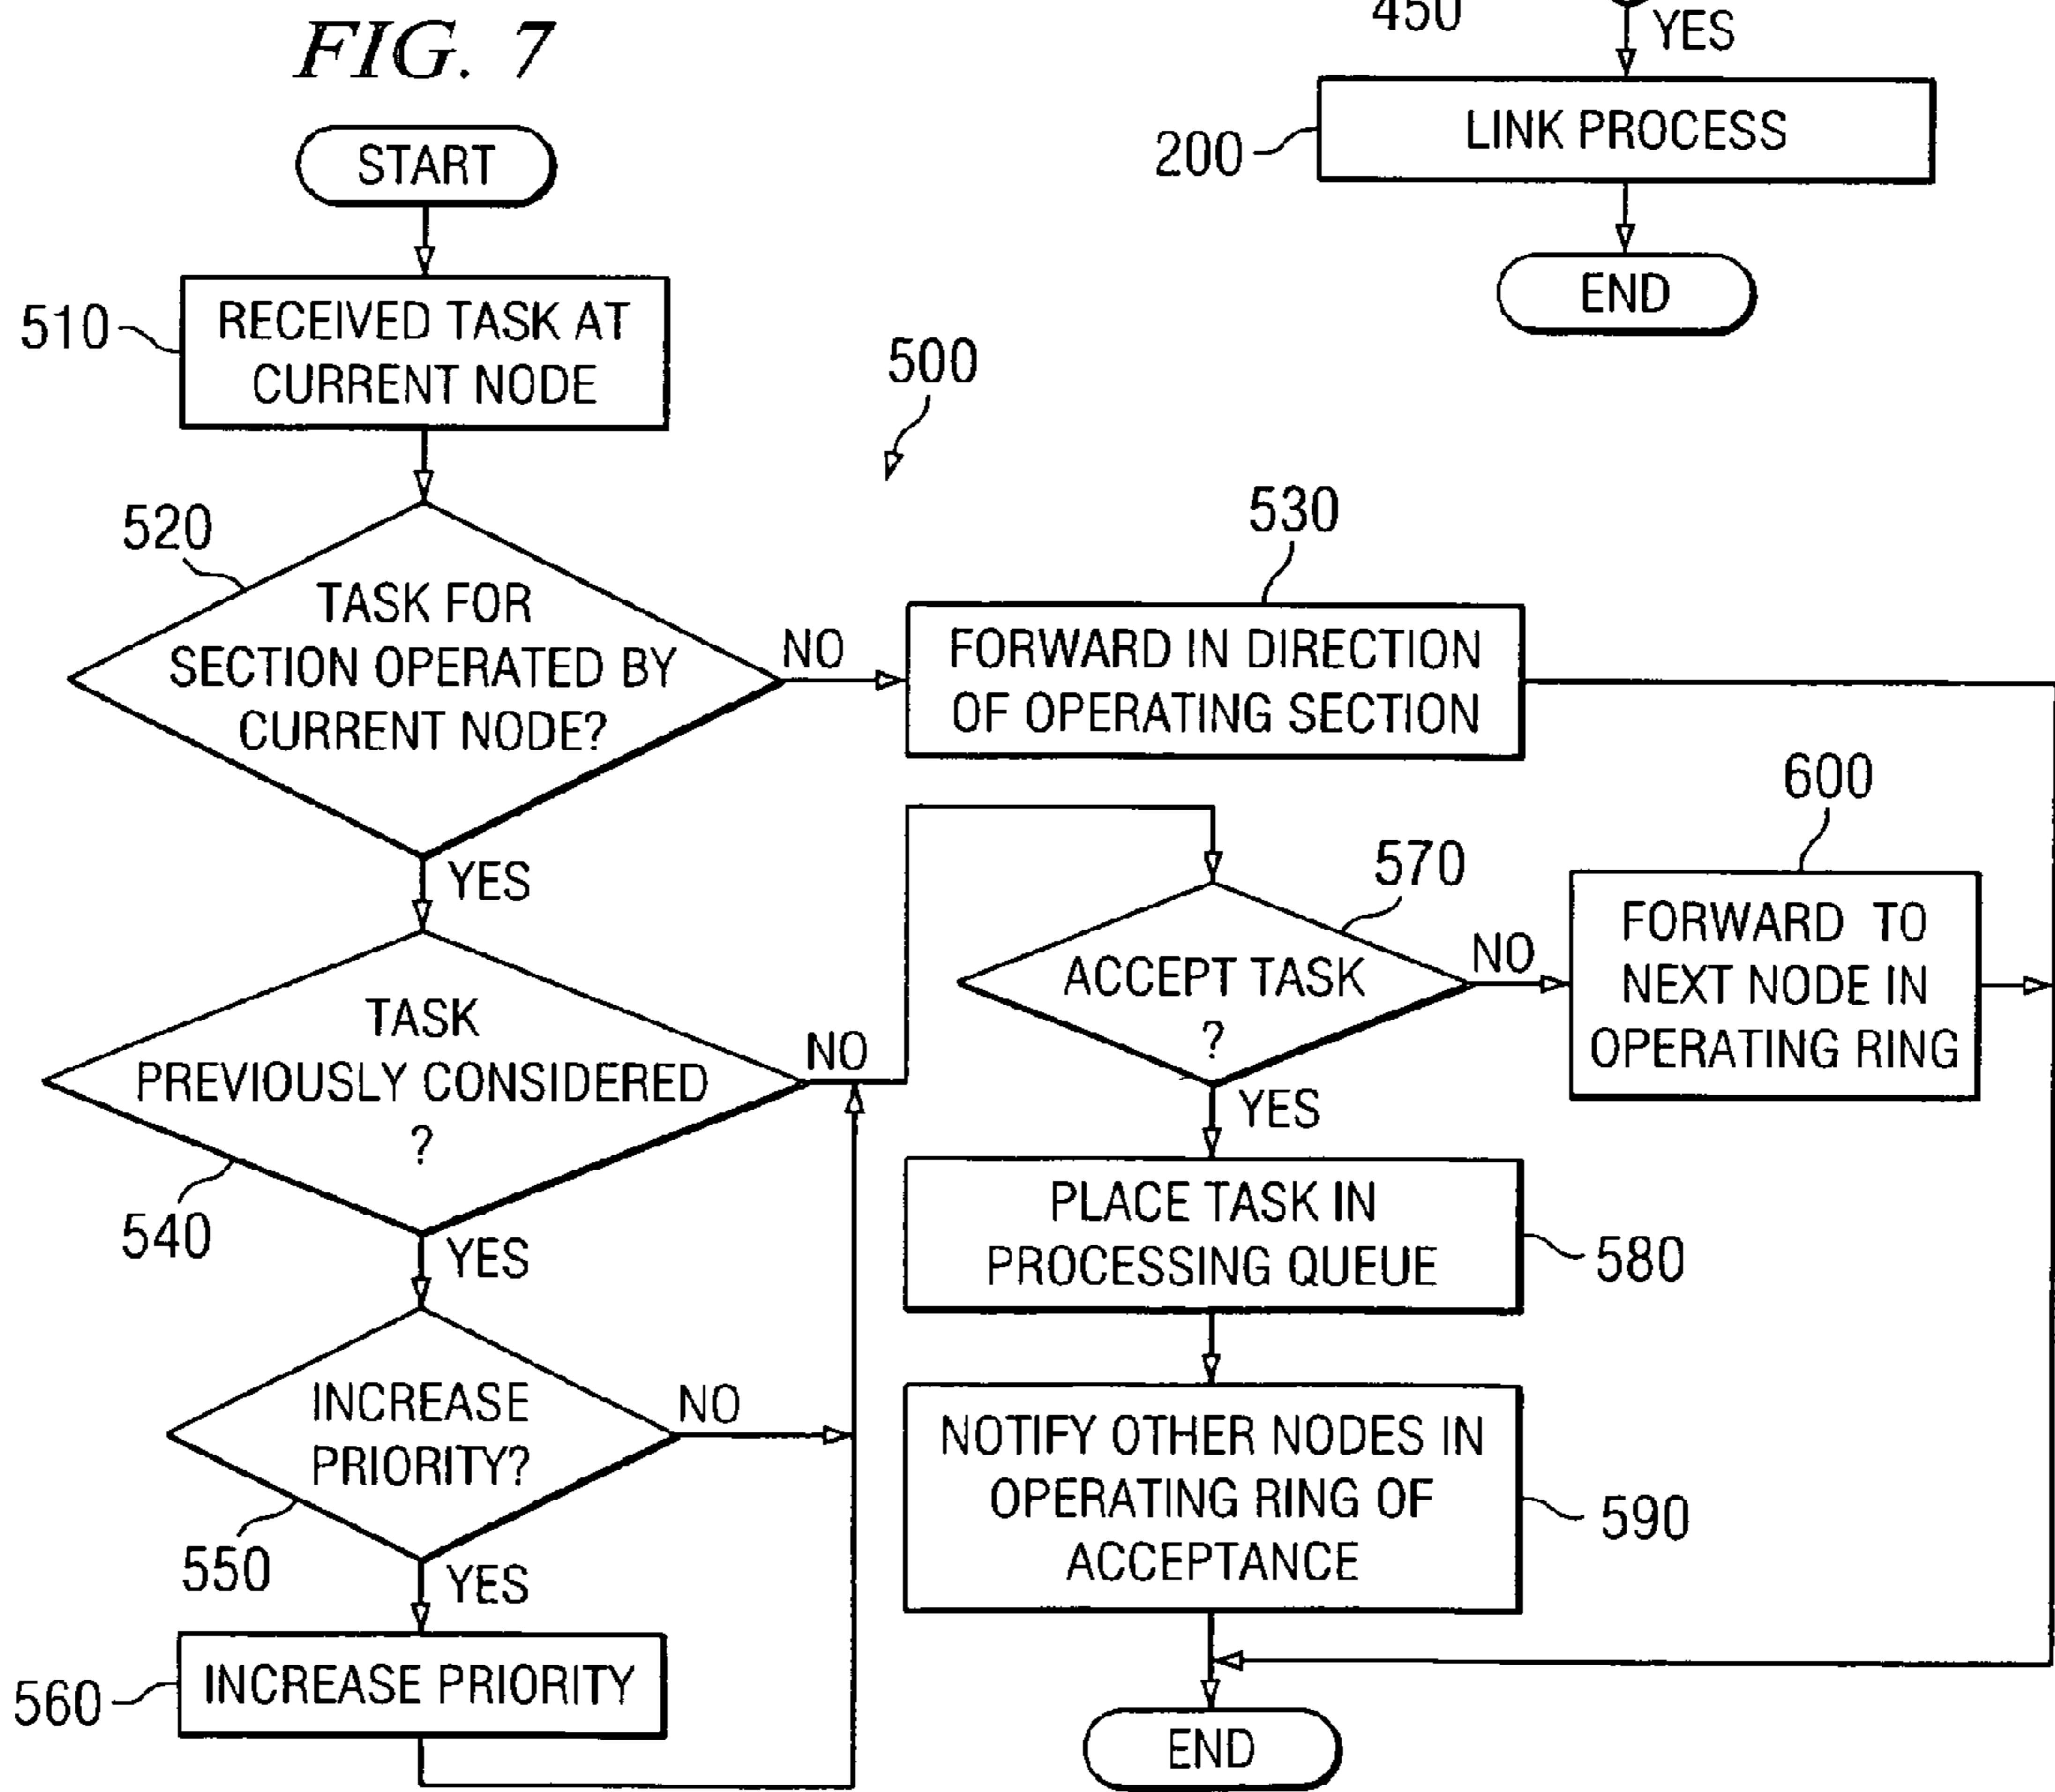 FIG. 7
450
YES
200
LINK PROCESS
END
START
510
RECEIVED TASK AT
CURRENT NODE
500
520
TASK FOR
SECTION OPERATED BY
CURRENT NODE?
NO
530
FORWARD IN DIRECTION
OF OPERATING SECTION
YES
540
TASK
PREVIOUSLY CONSIDERED
?
NO
570
ACCEPT TASK
?
NO
600
FORWARD TO
NEXT NODE IN
OPERATING RING
YES
YES
550
INCREASE
PRIORITY?
NO
580
PLACE TASK IN
PROCESSING QUEUE
590
NOTIFY OTHER NODES IN
OPERATING RING OF
ACCEPTANCE
YES
560
INCREASE PRIORITY
END